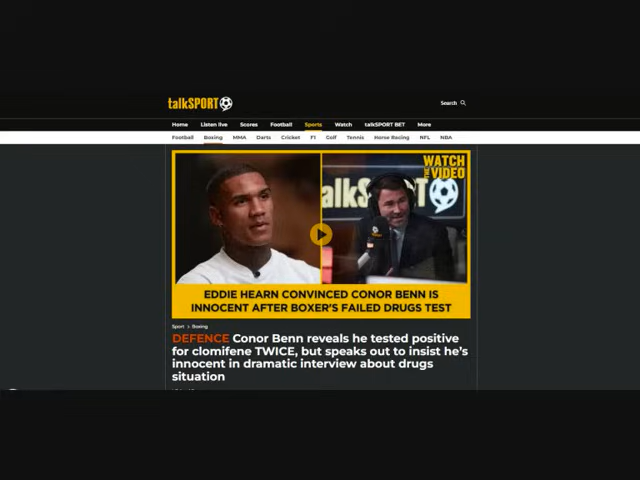 talkSPORT
Search
Home Listen live Scores Football Sports Watch talkSPORT BET More
Football Boxing MMA Darts Cricket F1 Golf Tennis Horse Racing NFL NBA
WATCH
THE VIDEO
talkSPORT
EDDIE HEARN CONVINCED CONOR BENN IS
INNOCENT AFTER BOXER'S FAILED DRUGS TEST
Sport > Boxing
DEFENCE Conor Benn reveals he tested positive
for clomifene TWICE, but speaks out to insist he's
innocent in dramatic interview about drugs
situation